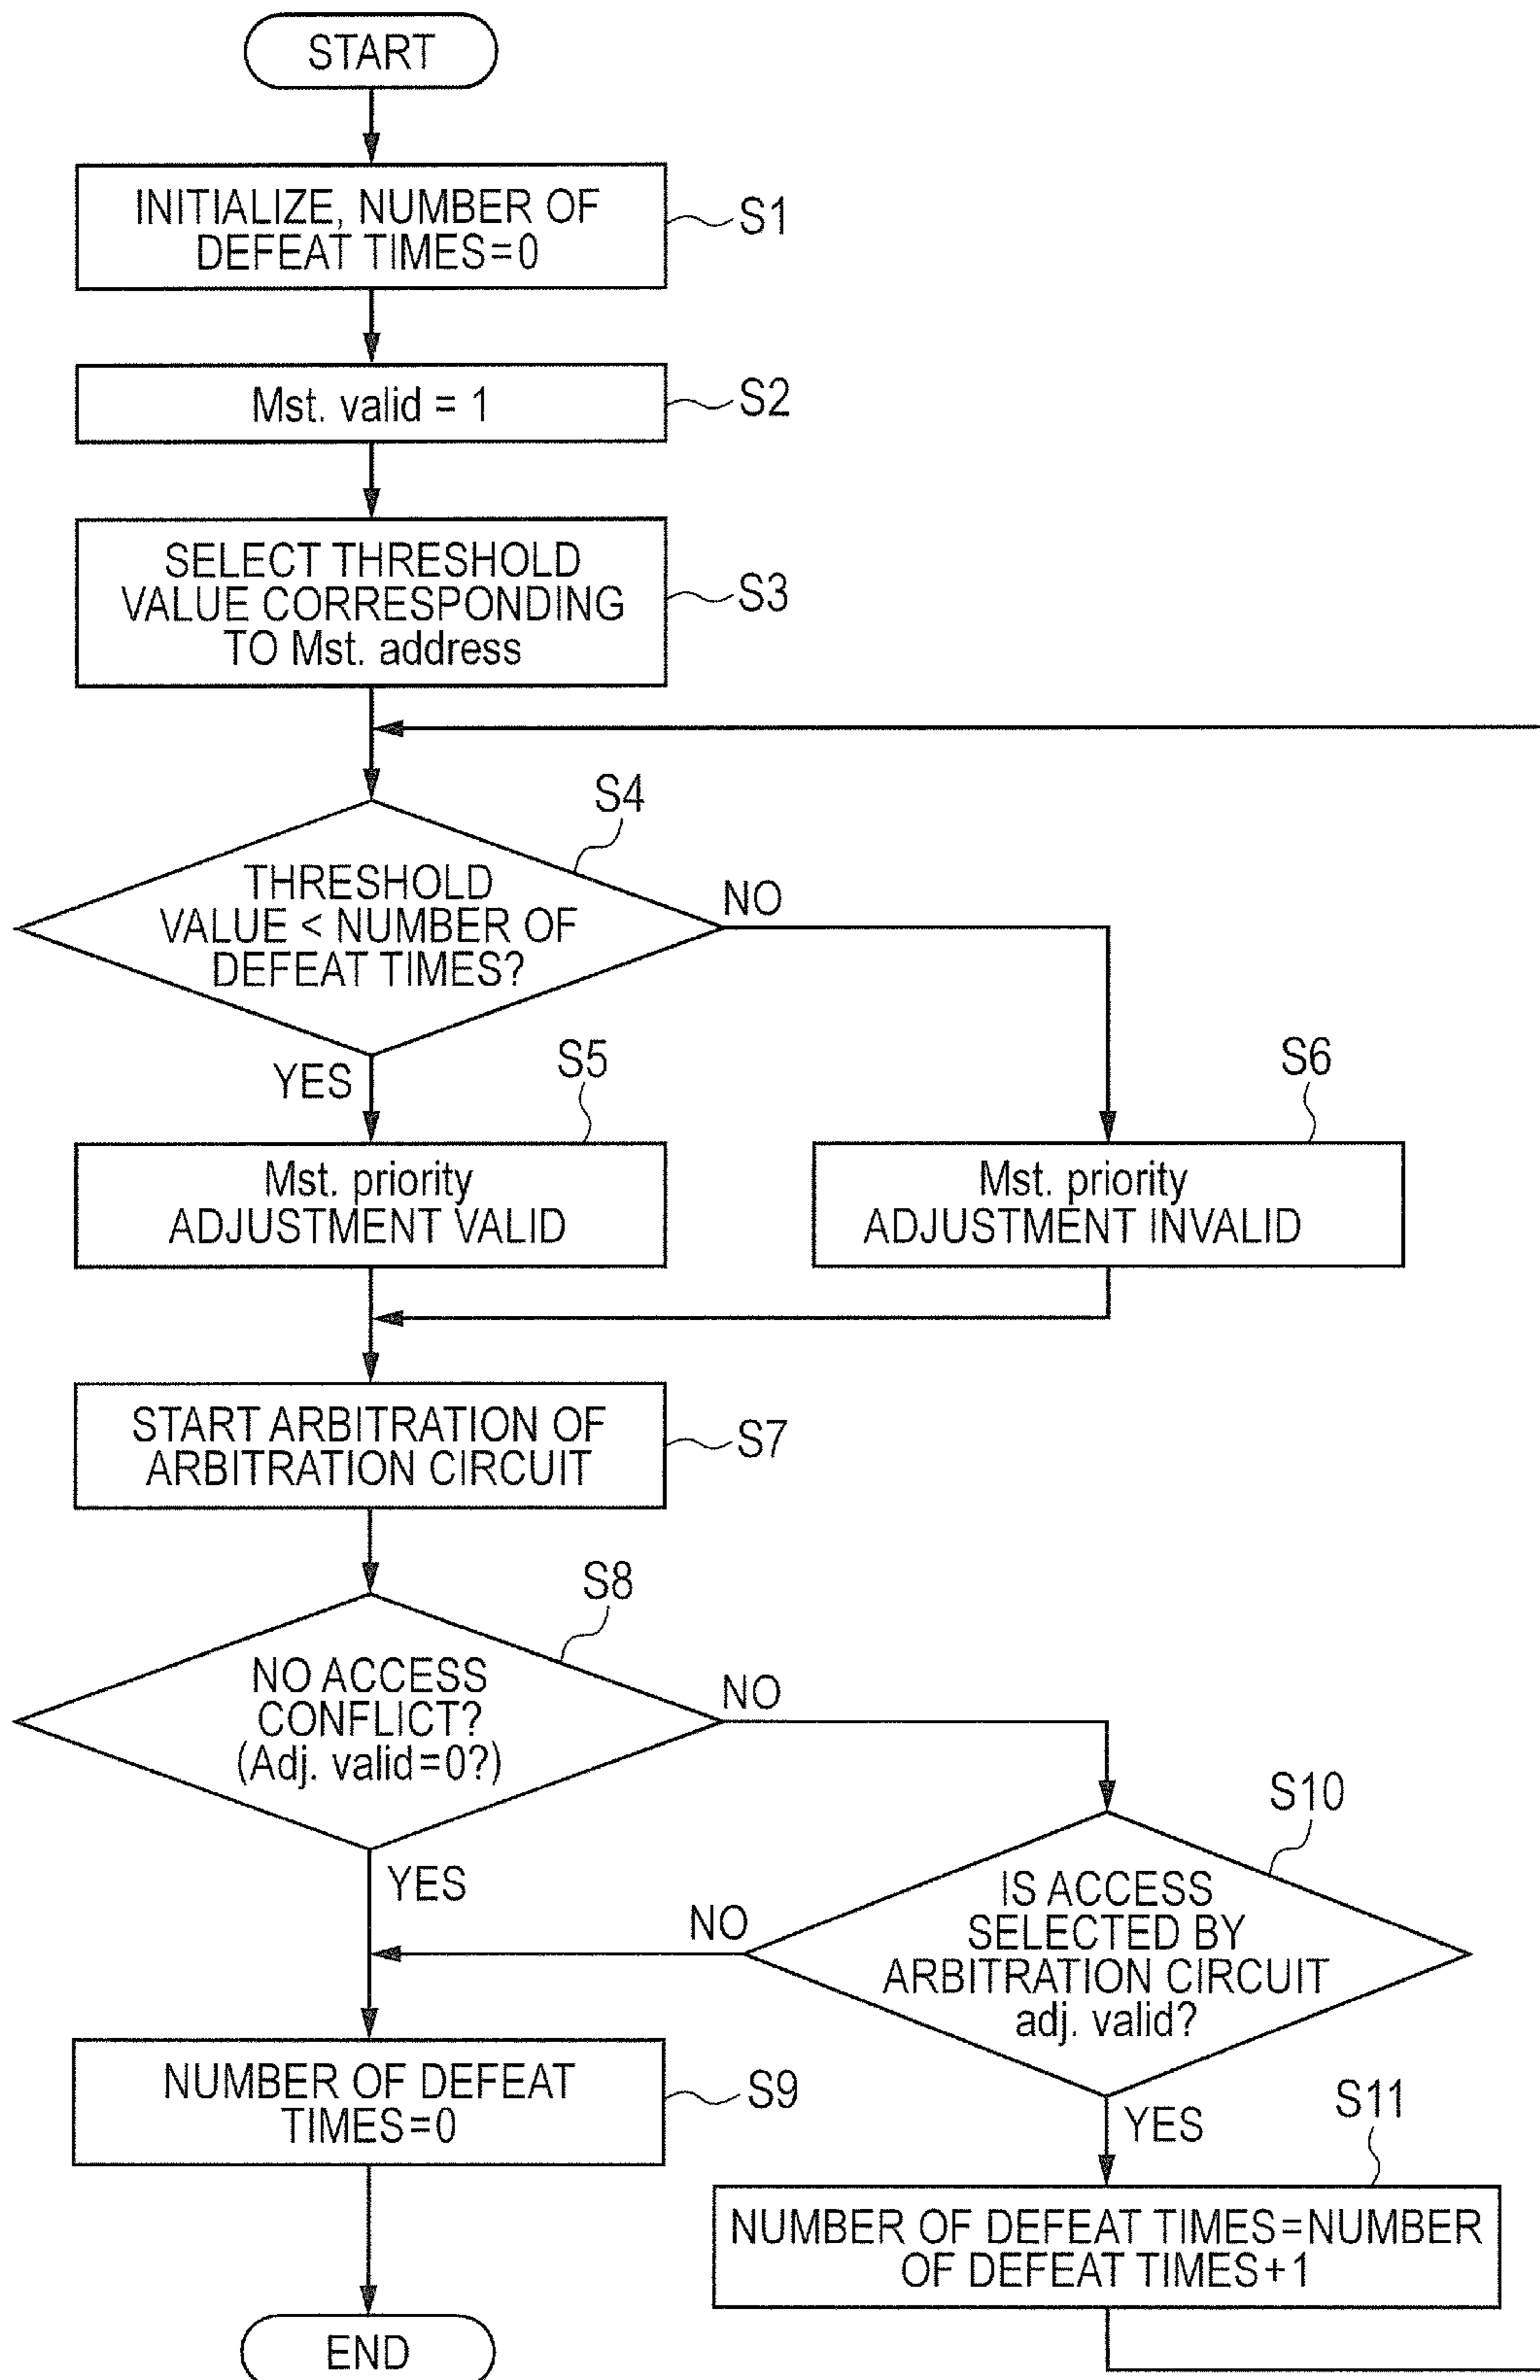 START
INITIALIZE, NUMBER OF
DEFEAT TIMES=0
S1
Mst. valid = 1
S2
SELECT THRESHOLD
VALUE CORRESPONDING
TO Mst. address
S3
S4
THRESHOLD
VALUE < NUMBER OF
DEFEAT TIMES?
NO
YES
S5
S6
Mst. priority
ADJUSTMENT VALID
Mst. priority
ADJUSTMENT INVALID
START ARBITRATION OF
ARBITRATION CIRCUIT
S7
S8
NO ACCESS
CONFLICT?
(Adj. valid=0?)
NO
YES
S10
IS ACCESS
SELECTED BY
ARBITRATION CIRCUIT
adj. valid?
NO
YES
NUMBER OF DEFEAT
TIMES=0
S9
S11
NUMBER OF DEFEAT TIMES=NUMBER
OF DEFEAT TIMES+1
END